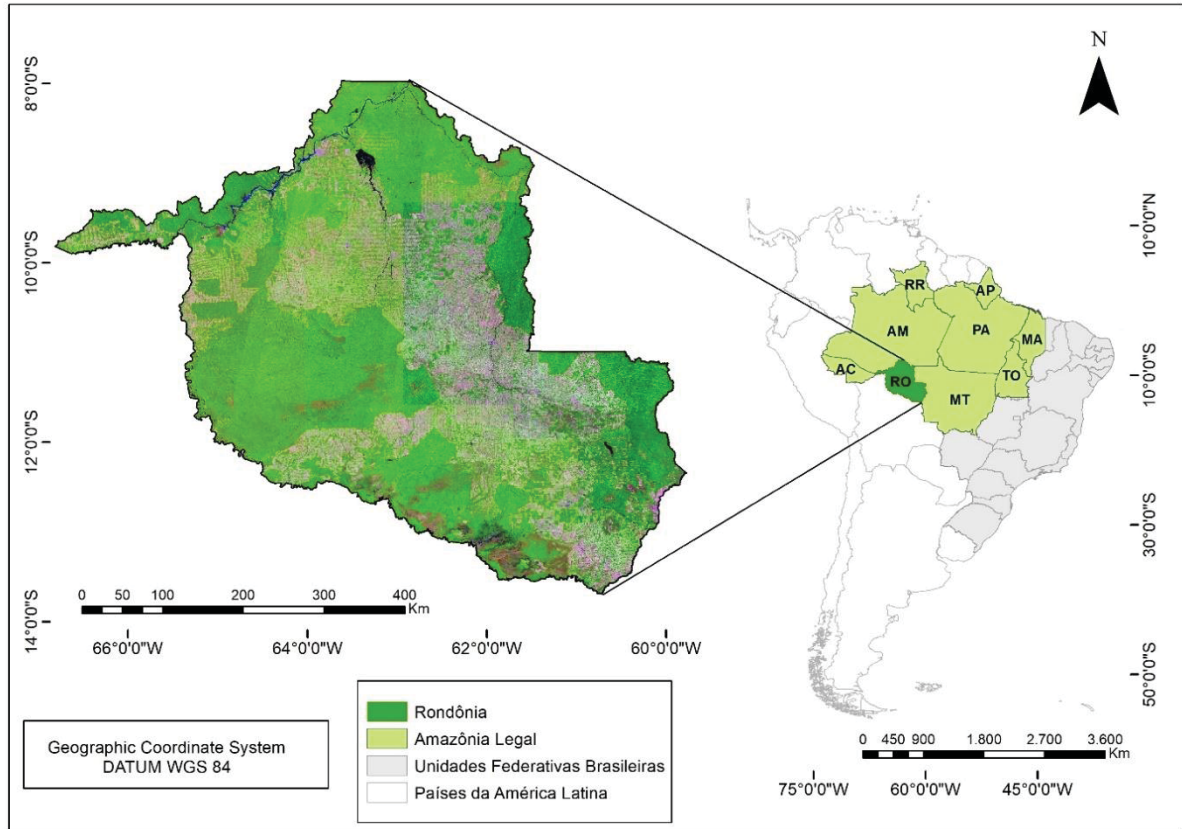 N
8°0'0"S
10°0'0"S
12°0'0"S
14°0'0"S
0 50 100 200 300 400
Km
66°0'0"W 64°0'0"W 62°0'0"W 60°0'0"W
10°0'0"N
10°0'0"S
30°0'0"S
50°0'0"S
RR
AP
AM
PA
MA
AC
RO
TO
MT
0 450 900 1.800 2.700 3.600
Km
75°0'0"W 60°0'0"W 45°0'0"W
Geographic Coordinate System
DATUM WGS 84
Rondônia
Amazônia Legal
Unidades Federativas Brasileiras
Países da América Latina